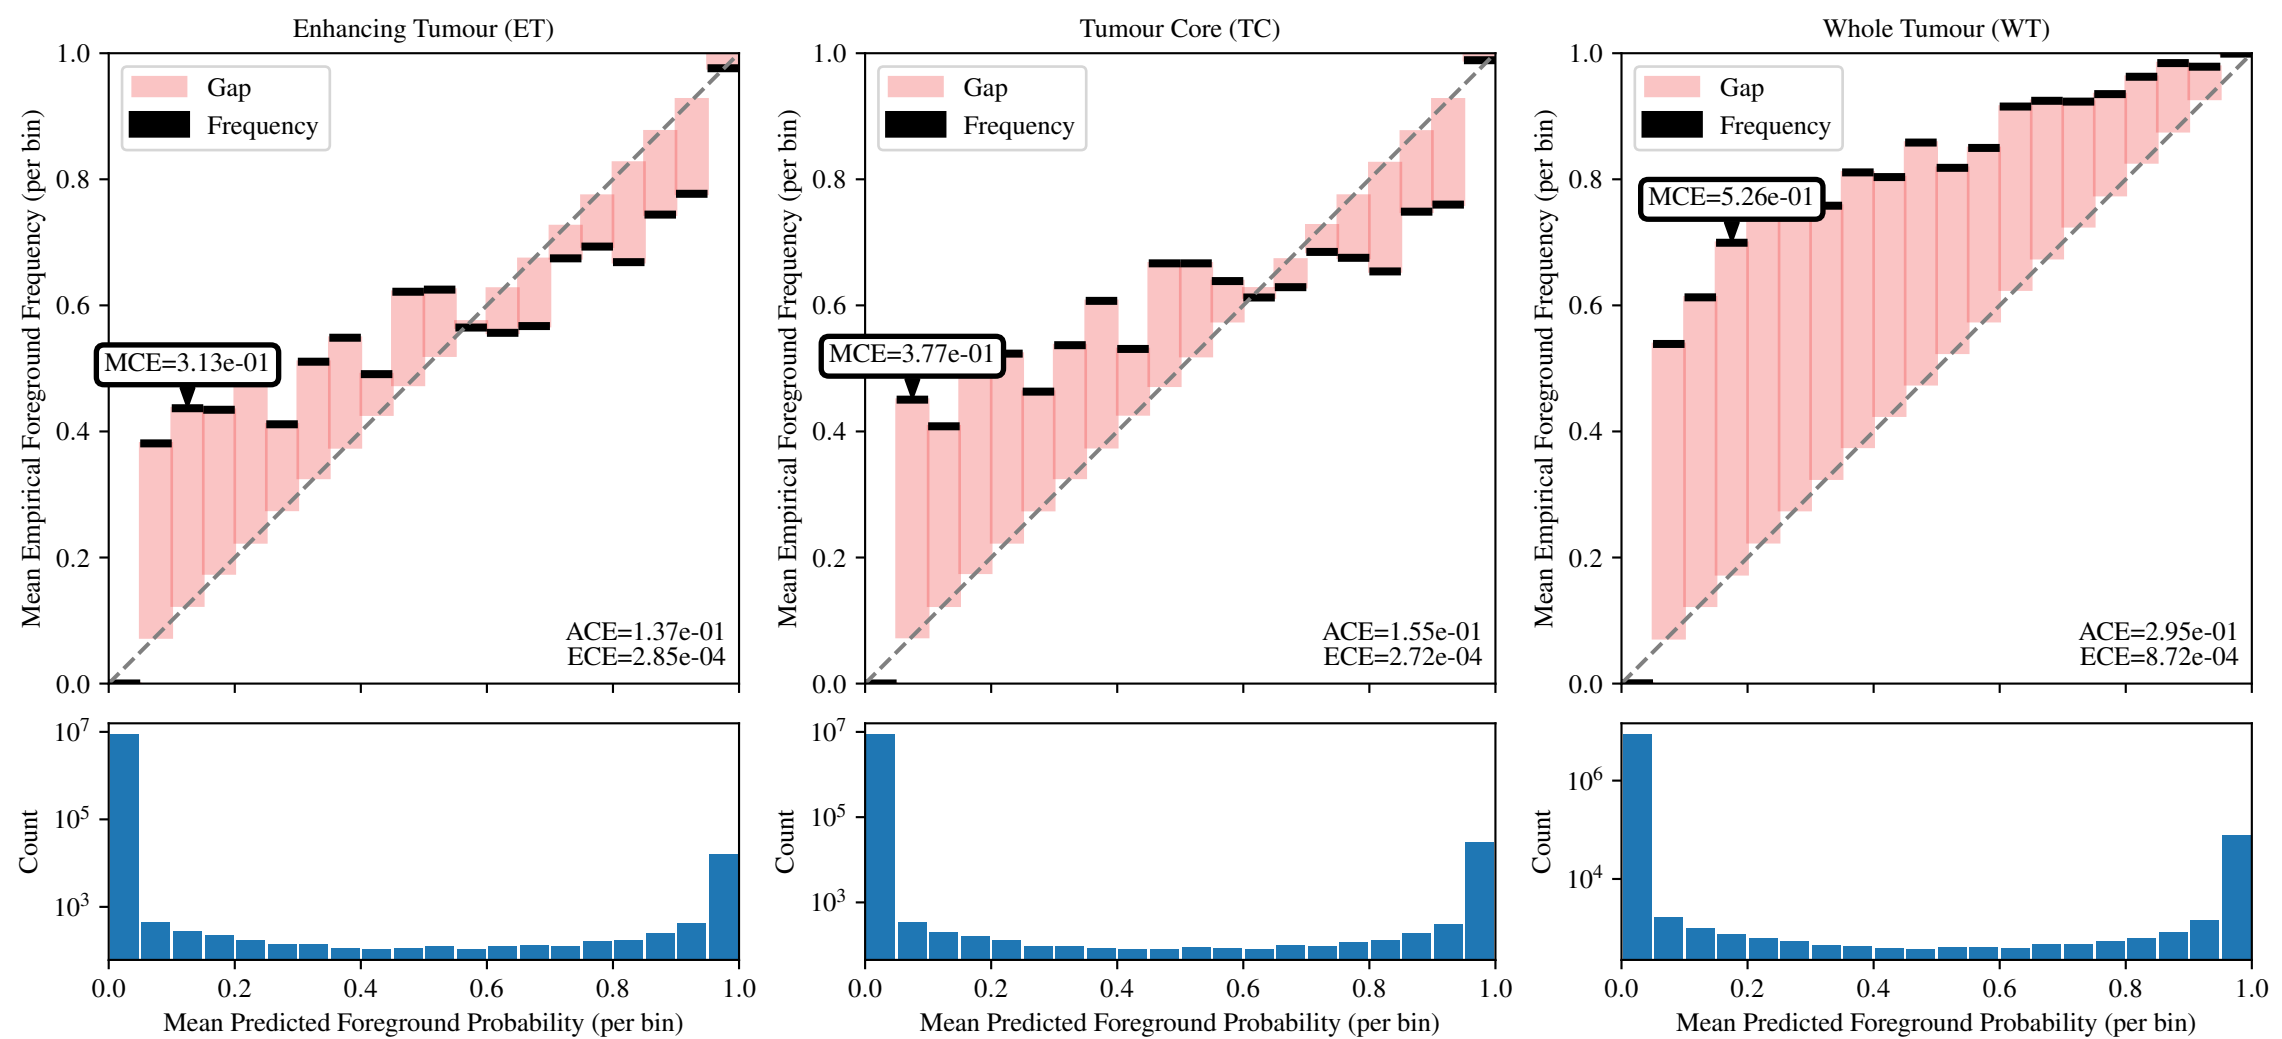 Enhancing Tumour (ET)
Mean Empirical Foreground Frequency (per bin)
1.0
0.8
0.6
0.4
0.2
0.0
Gap
Frequency
MCE=3.13e-01
ACE=1.37e-01
ECE=2.85e-04
Count
10^7
10^5
10^3
0.0 0.2 0.4 0.6 0.8 1.0
Mean Predicted Foreground Probability (per bin)
Tumour Core (TC)
Mean Empirical Foreground Frequency (per bin)
1.0
0.8
0.6
0.4
0.2
0.0
Gap
Frequency
MCE=3.77e-01
ACE=1.55e-01
ECE=2.72e-04
Count
10^7
10^5
10^3
0.0 0.2 0.4 0.6 0.8 1.0
Mean Predicted Foreground Probability (per bin)
Whole Tumour (WT)
Mean Empirical Foreground Frequency (per bin)
1.0
0.8
0.6
0.4
0.2
0.0
Gap
Frequency
MCE=5.26e-01
ACE=2.95e-01
ECE=8.72e-04
Count
10^6
10^4
0.0 0.2 0.4 0.6 0.8 1.0
Mean Predicted Foreground Probability (per bin)